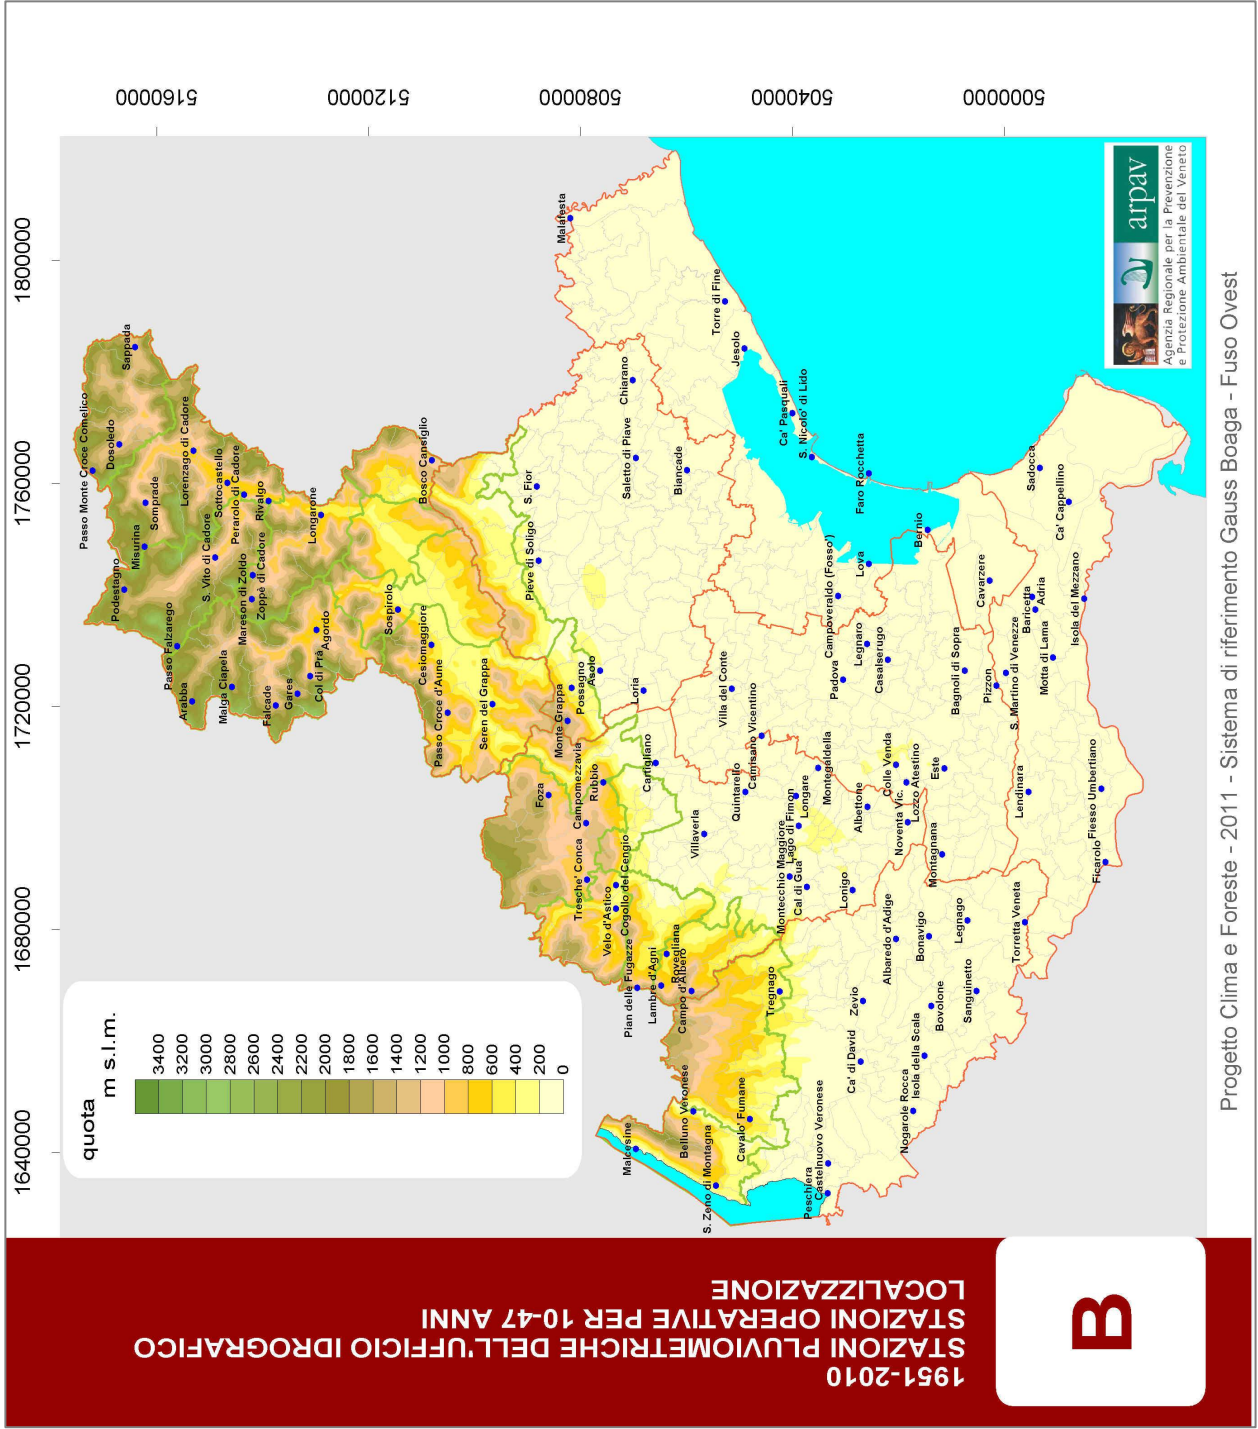 1951-2010
STAZIONI PLUVIOMETRICHE DELL'UFFICIO IDROGRAFICO
STAZIONI OPERATIVE PER 10-47 ANNI
LOCALIZZAZIONE
B
quota
m s.l.m.
3400
3200
3000
2800
2600
2400
2200
2000
1800
1600
1400
1200
1000
800
600
400
200
0
1640000
1680000
1720000
1760000
1800000
5160000
5120000
5080000
5040000
5000000
Passo Monte Croce Comelico
Dosoledo
Sappada
Somprade
Misurina
Podestagno
Lorenzago di Cadore
Sottocastello
Perarolo di Cadore
Rivalgo
S. Vito di Cadore
Mareson di Zoldo
Zoppè di Cadore
Longarone
Passo Falzarego
Arabba
Malga Ciapela
Falcade
Gares
Col di Prà
Agordo
Sospirolo
Cesiomaggiore
Passo Croce d'Aune
Bosco Cansiglio
Seren del Grappa
S. Fior
Pieve di Soligo
Monte Grappa
Possagno
Asolo
Foza
Campomezzavia
Rubbio
Tresche' Conca
Cogollo del Cengio
Velo d'Astico
Pian delle Fugazze
Lambre d'Agni
Rovegliana
Campo d'Albero
Malafesta
Torre di Fine
Jesolo
Chiarano
Saletto di Piave
Biancade
Ca' Pasquali
S. Nicolo' di Lido
Faro Rocchetta
Loria
Cartigliano
Villa del Conte
Camisano Vicentino
Quintarello
Villaverla
Montegaldella
Longare
Lago di Fimon
Montecchio Maggiore
Cal di Gua'
Lonigo
Albettone
Noventa Vic.
Lozzo Atestino
Colle Venda
Este
Montagnana
Padova
Campoveraldo (Fosso')
Legnaro
Casalserugo
Lova
Bernio
Bagnoli di Sopra
Pizzon
Cavarzere
S. Martino di Venezze
Baricetta
Adria
Motta di Lama
Isola del Mezzano
Sadocca
Ca' Cappellino
Lendinara
Fiesso Umbertiano
Ficarolo
Torretta Veneta
Legnago
Bonavigo
Albaredo d'Adige
Sanguinetto
Bovolone
Zevio
Ca' di David
Isola della Scala
Nogarole Rocca
Tregnago
Malcesine
Belluno Veronese
Cavalo' Fumane
S. Zeno di Montagna
Peschiera
Castelnuovo Veronese
arpav
Agenzia Regionale per la Prevenzione
e Protezione Ambientale del Veneto
Progetto Clima e Foreste - 2011 - Sistema di riferimento Gauss Boaga - Fuso Ovest